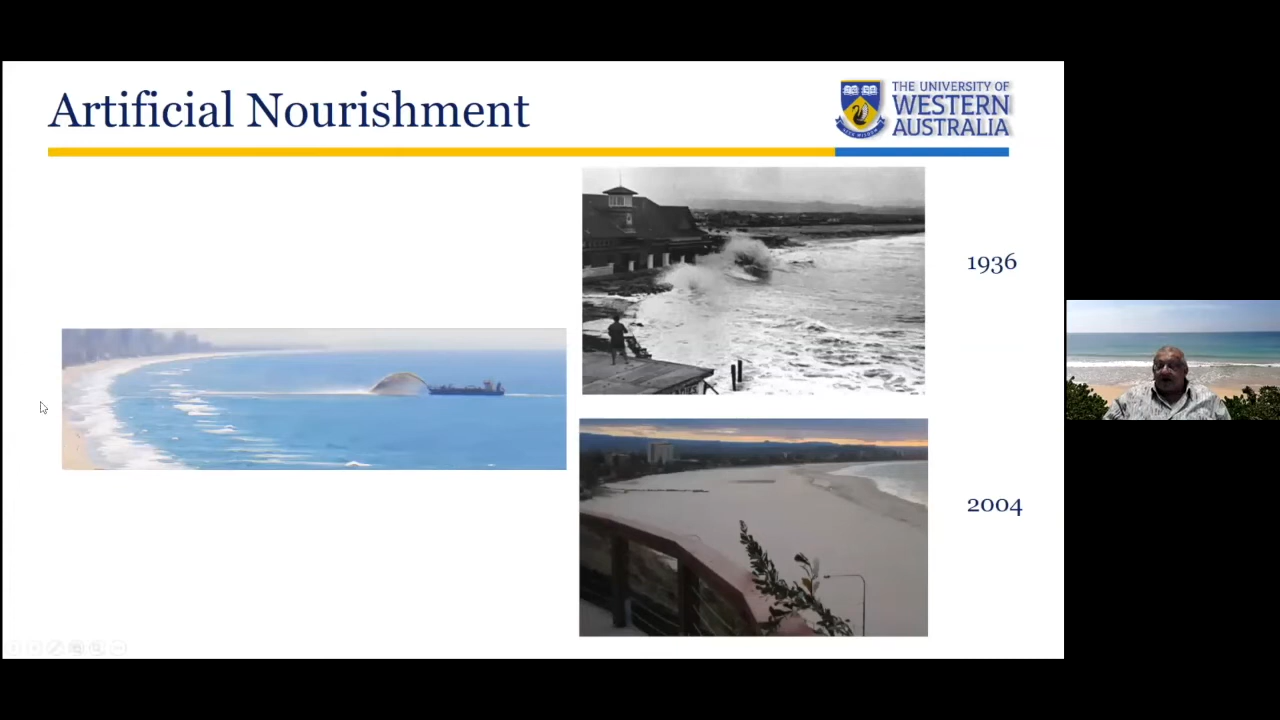 Artificial Nourishment
THE UNIVERSITY OF
WESTERN
AUSTRALIA
1936
2004